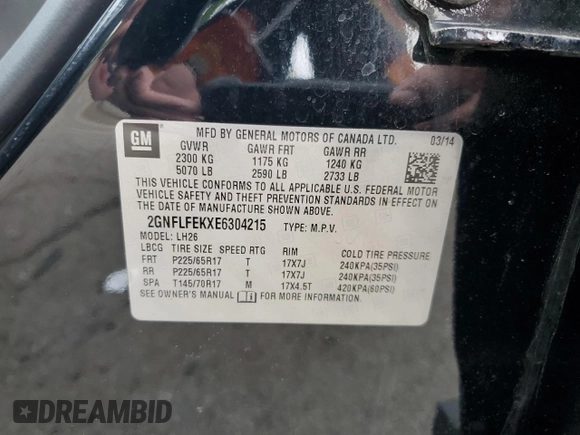 GM
MFD BY GENERAL MOTORS OF CANADA LTD. 03/14
GVWR GAWR FRT GAWR RR
2300 KG 1175 KG 1240 KG
5070 LB 2590 LB 2733 LB
THIS VEHICLE CONFORMS TO ALL APPLICABLE U.S. FEDERAL MOTOR
VEHICLE SAFETY AND THEFT PREVENTION STANDARDS IN EFFECT ON
THE DATE OF MANUFACTURE SHOWN ABOVE.
2GNFLFEKXE6304215 TYPE: M.P.V.
MODEL: LH26
LBCG TIRE SIZE SPEED RTG RIM COLD TIRE PRESSURE
FRT P225/65R17 T 17X7J 240KPA(35PSI)
RR P225/65R17 T 17X7J 240KPA(35PSI)
SPA T145/70R17 M 17X4.5T 420KPA(60PSI)
SEE OWNER'S MANUAL FOR MORE INFORMATION.
DREAMBID